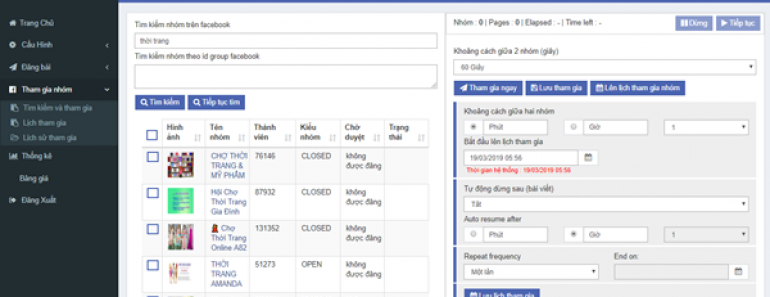 Trang Chủ
Cấu Hình
Đăng bài
Tham gia nhóm
Tìm kiếm và tham gia
Lịch tham gia
Lịch sử tham gia
Thống kê
Bảng giá
Đăng Xuất
Tìm kiếm nhóm trên facebook
thời trang
Tìm kiếm nhóm theo id group facebook
Tìm kiếm
Tiếp tục tìm
Hình ảnh
Tên nhóm
Thành viên
Kiểu nhóm
Chờ duyệt
Trạng thái
CHỢ THỜI TRANG & MỸ PHẨM
76146
CLOSED
không được đăng
Hội Chợ Thời Trang Gia Đình
87932
CLOSED
không được đăng
Chợ Thời Trang Online A82
131352
CLOSED
không được đăng
THỜI TRANG AMANDA
51273
OPEN
không được đăng
Nhóm : 0 | Pages : 0 | Elapsed : - | Time left : -
Dừng
Tiếp tục
Khoảng cách giữa 2 nhóm (giây)
60 Giây
Tham gia ngay
Lưu tham gia
Lên lịch tham gia nhóm
Khoảng cách giữa hai nhóm
Phút
Giờ
1
Bắt đầu lên lịch tham gia
19/03/2019 05:56
Thời gian hệ thống : 19/03/2019 05:56
Tự động dừng sau (bài viết)
Tắt
Auto resume after
Phút
Giờ
1
Repeat frequency
End on:
Một lần
Lưu lịch tham gia